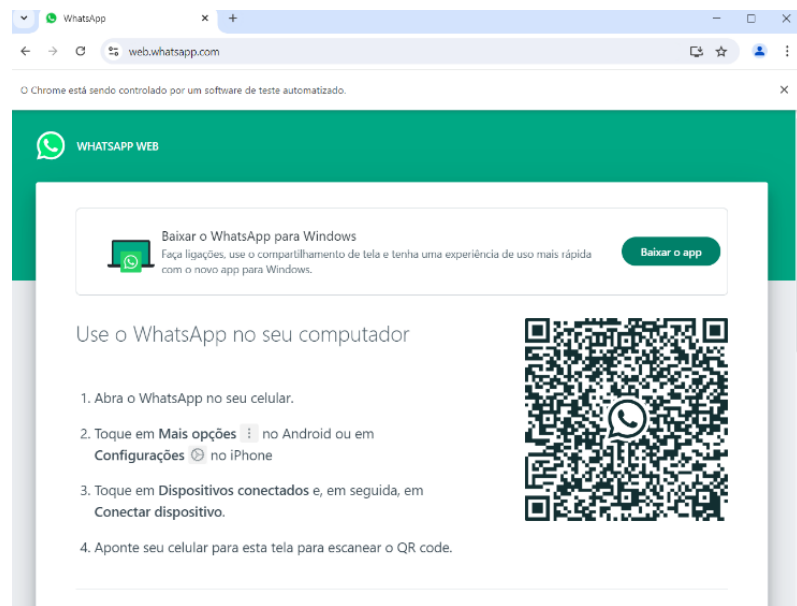 WhatsApp
web.whatsapp.com
O Chrome está sendo controlado por um software de teste automatizado.
WHATSAPP WEB
Baixar o WhatsApp para Windows
Faça ligações, use o compartilhamento de tela e tenha uma experiência de uso mais rápida
com o novo app para Windows.
Baixar o app
Use o WhatsApp no seu computador
1. Abra o WhatsApp no seu celular.
2. Toque em Mais opções no Android ou em
Configurações no iPhone
3. Toque em Dispositivos conectados e, em seguida, em
Conectar dispositivo.
4. Aponte seu celular para esta tela para escanear o QR code.